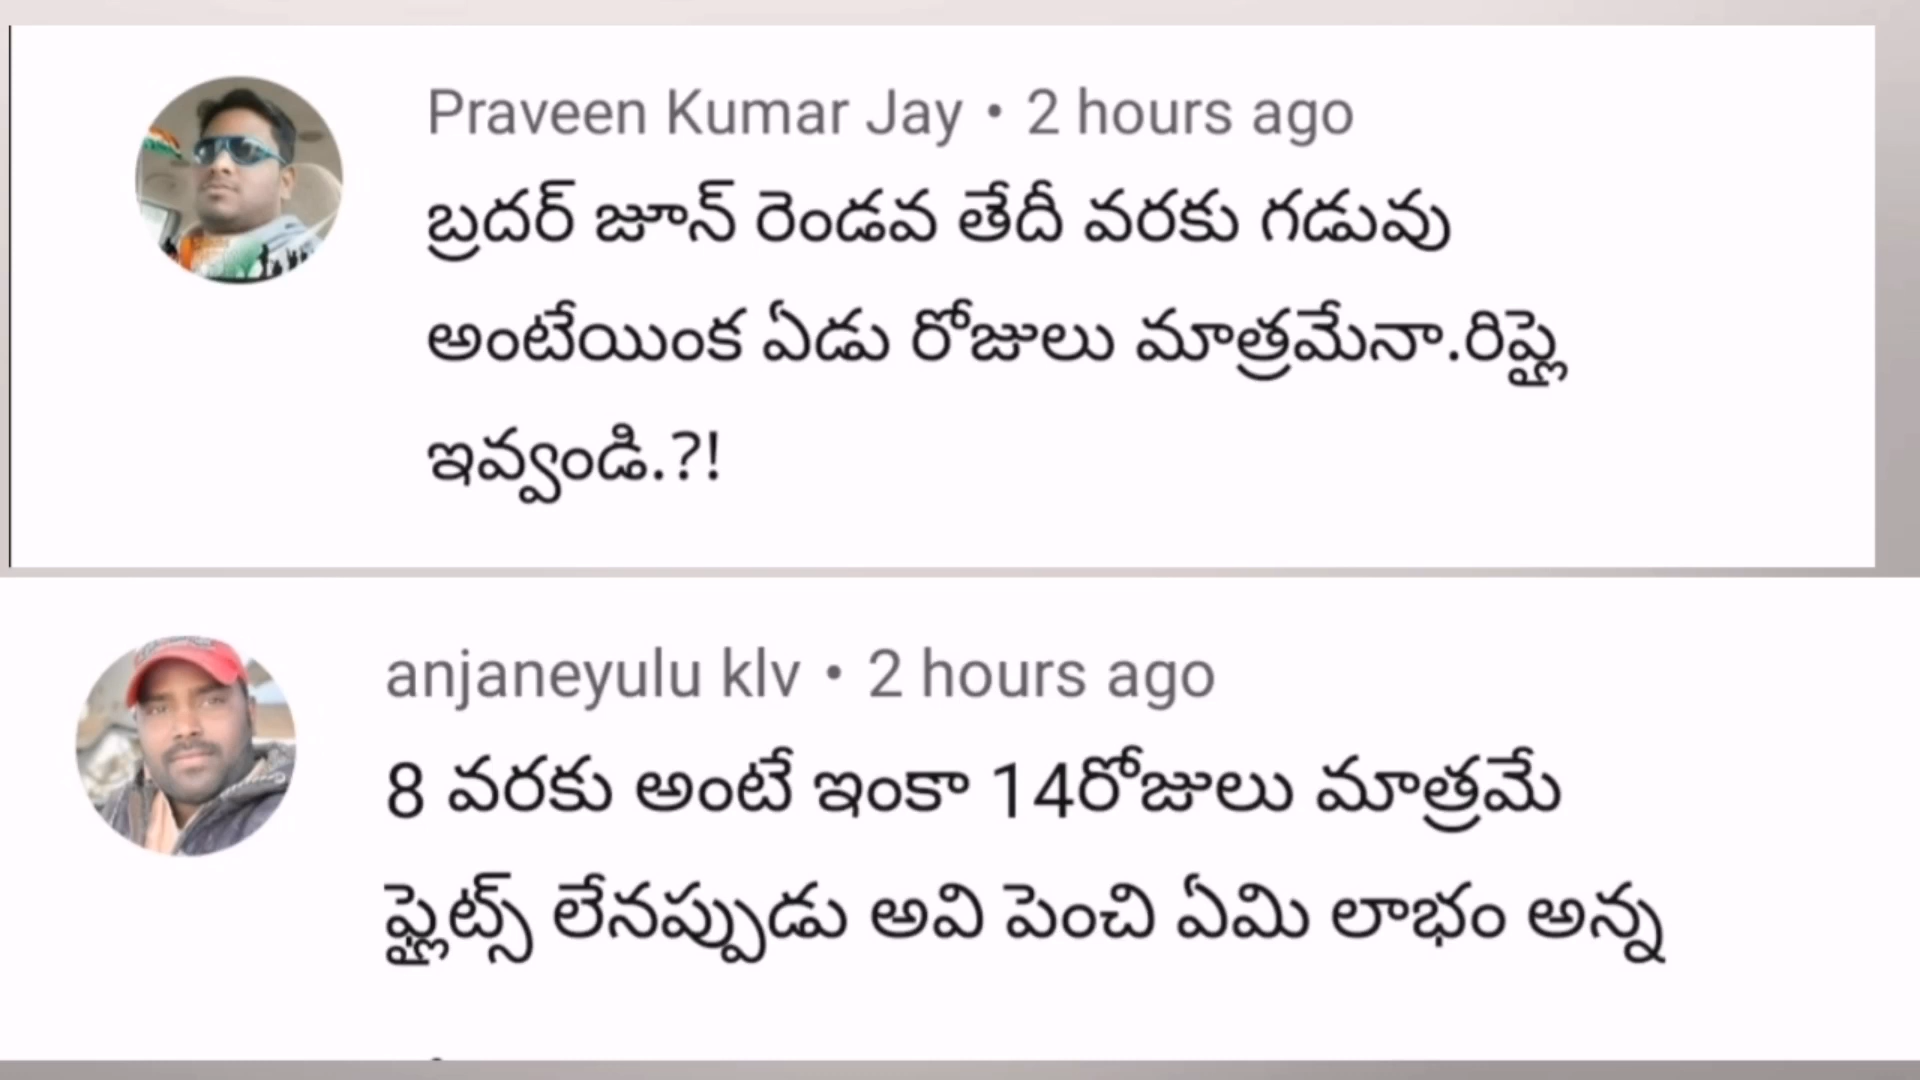 Praveen Kumar Jay • 2 hours ago
బ్రదర్ జూన్ రెండవ తేదీ వరకు గడువు
అంటేయింక ఏడు రోజులు మాత్రమేనా.రిప్లై
ఇవ్వండి.?!
anjaneyulu klv • 2 hours ago
8 వరకు అంటే ఇంకా 14రోజులు మాత్రమే
ఫ్లైట్స్ లేనప్పుడు అవి పెంచి ఏమి లాభం అన్న